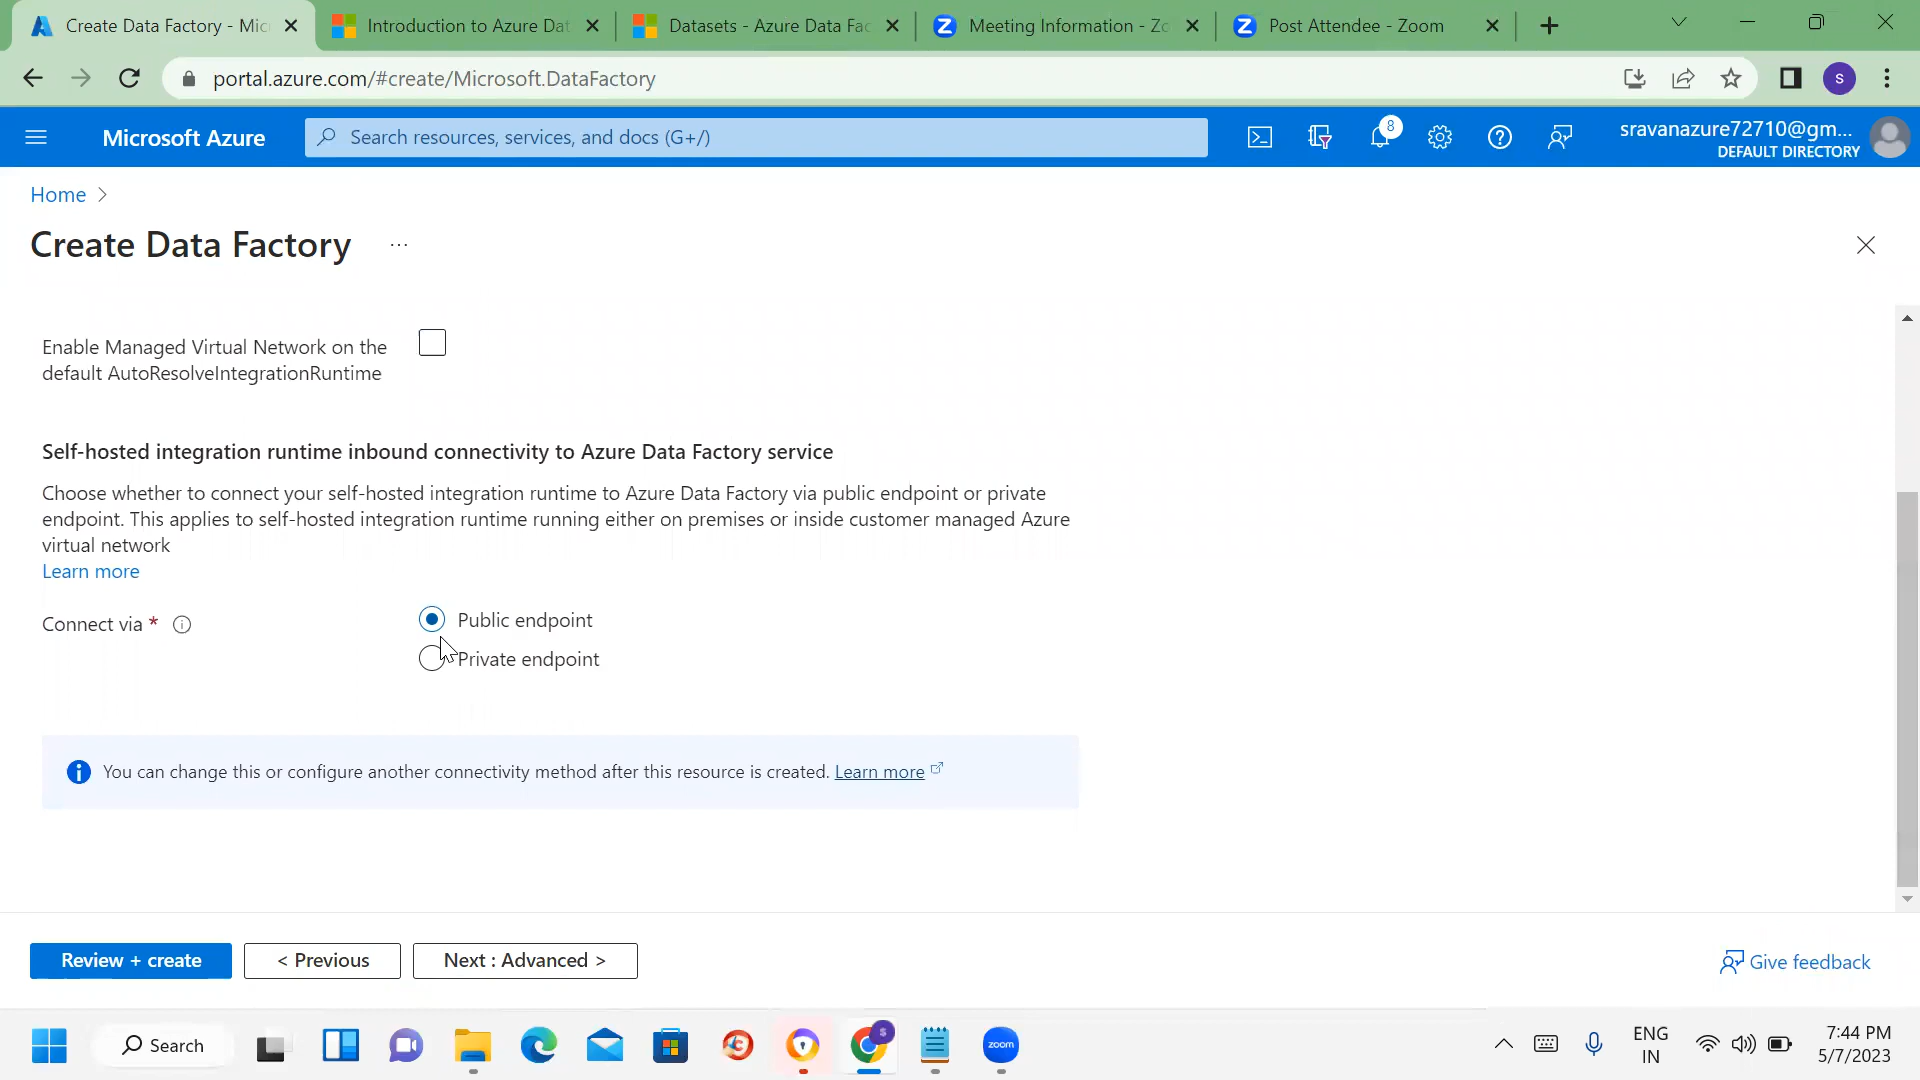 Create Data Factory - Mic
Introduction to Azure Dat
Datasets - Azure Data Fac
Meeting Information - Zo
Post Attendee - Zoom
portal.azure.com/#create/Microsoft.DataFactory
S
Microsoft Azure
Search resources, services, and docs (G+/)
8
sravanazure72710@gm...
DEFAULT DIRECTORY
Home >
Create Data Factory ...
Enable Managed Virtual Network on the
default AutoResolveIntegrationRuntime
Self-hosted integration runtime inbound connectivity to Azure Data Factory service
Choose whether to connect your self-hosted integration runtime to Azure Data Factory via public endpoint or private
endpoint. This applies to self-hosted integration runtime running either on premises or inside customer managed Azure
virtual network
Learn more
Connect via *
Public endpoint
Private endpoint
You can change this or configure another connectivity method after this resource is created. Learn more
Review + create
< Previous
Next : Advanced >
Give feedback
Search
zoom
ENG
IN
7:44 PM
5/7/2023